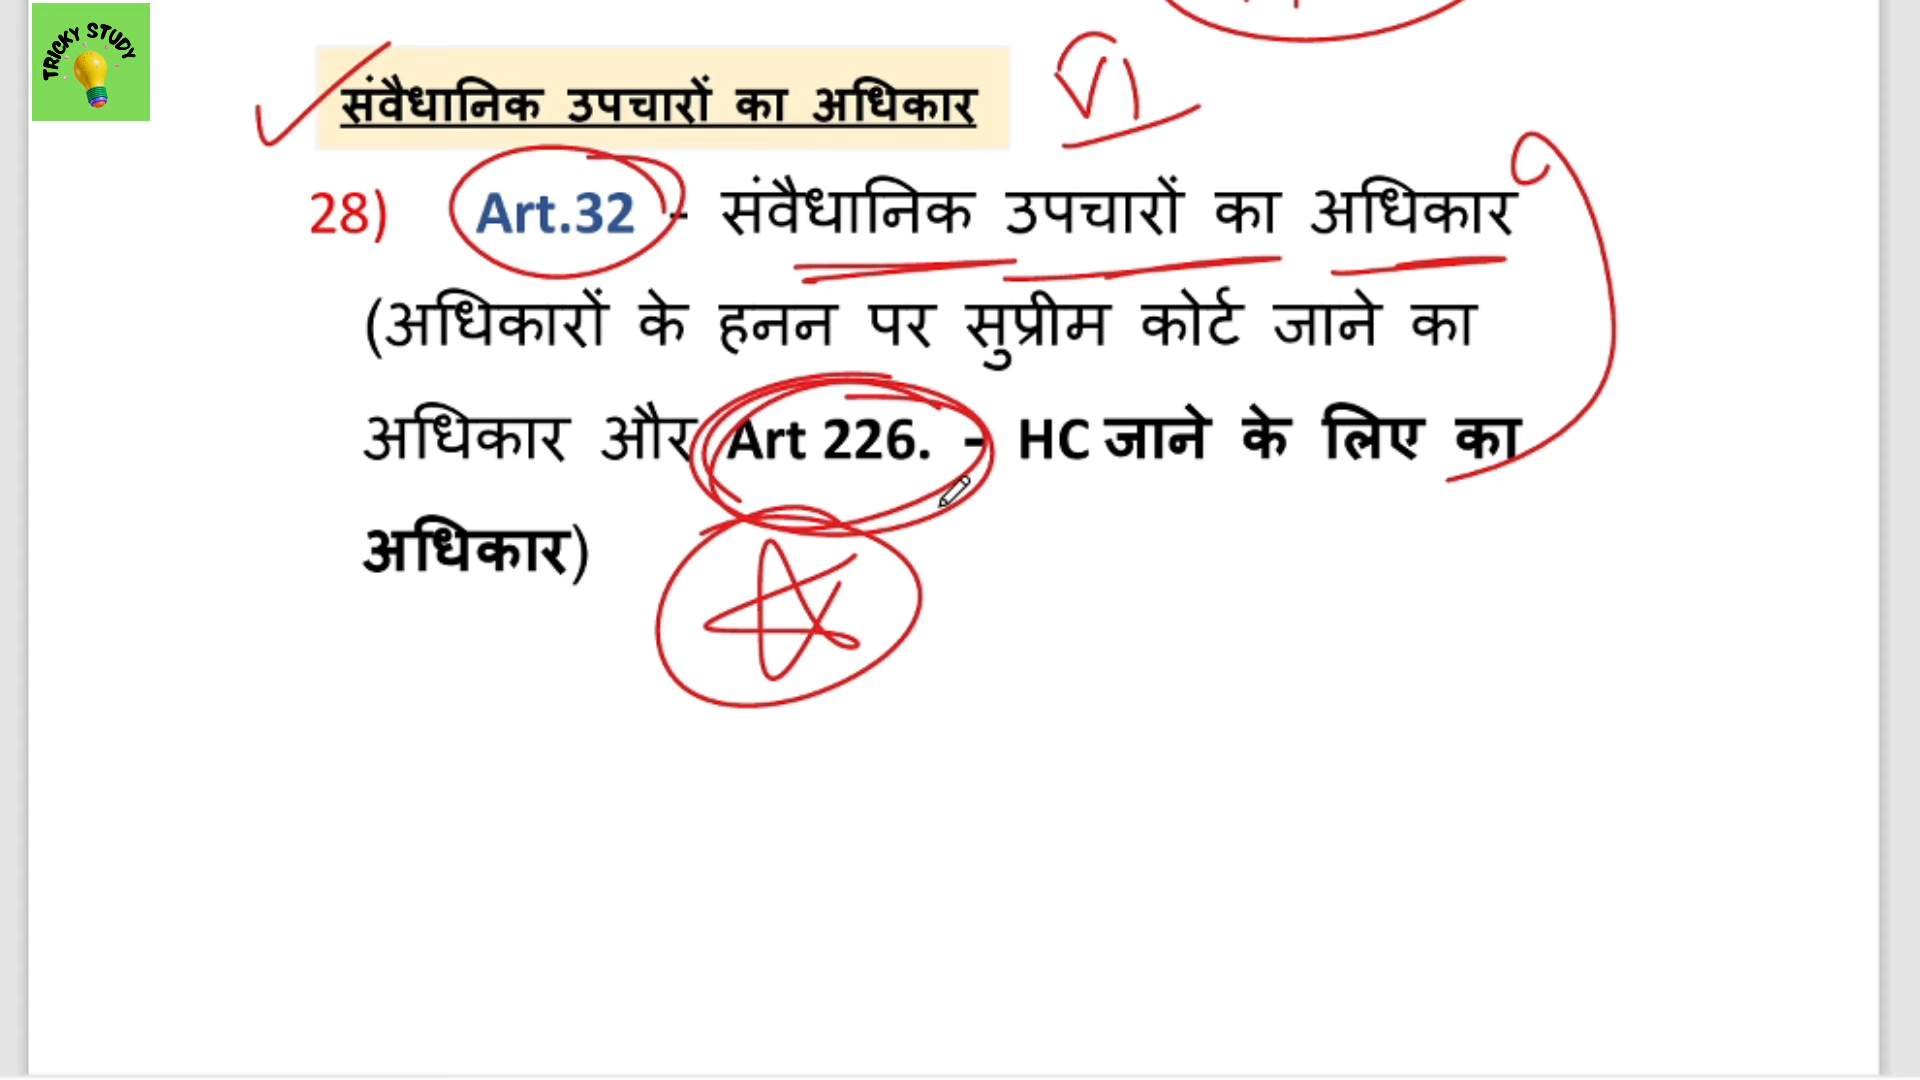 TRICKY STUDY
संवैधानिक उपचारों का अधिकार
28) Art.32 - संवैधानिक उपचारों का अधिकार
(अधिकारों के हनन पर सुप्रीम कोर्ट जाने का
अधिकार और Art 226. - HC जाने के लिए का
अधिकार)